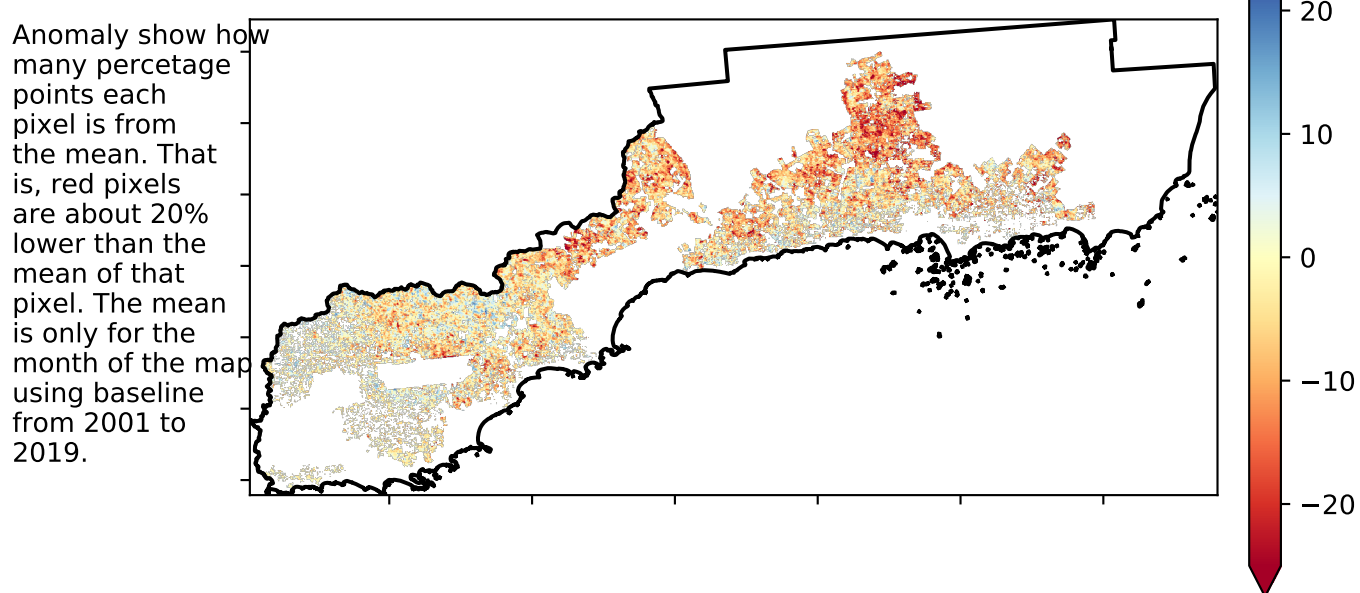 Anomaly show how
many percetage
points each
pixel is from
the mean. That
is, red pixels
are about 20%
lower than the
mean of that
pixel. The mean
is only for the
month of the map
using baseline
from 2001 to
2019.
20
10
0
−10
−20